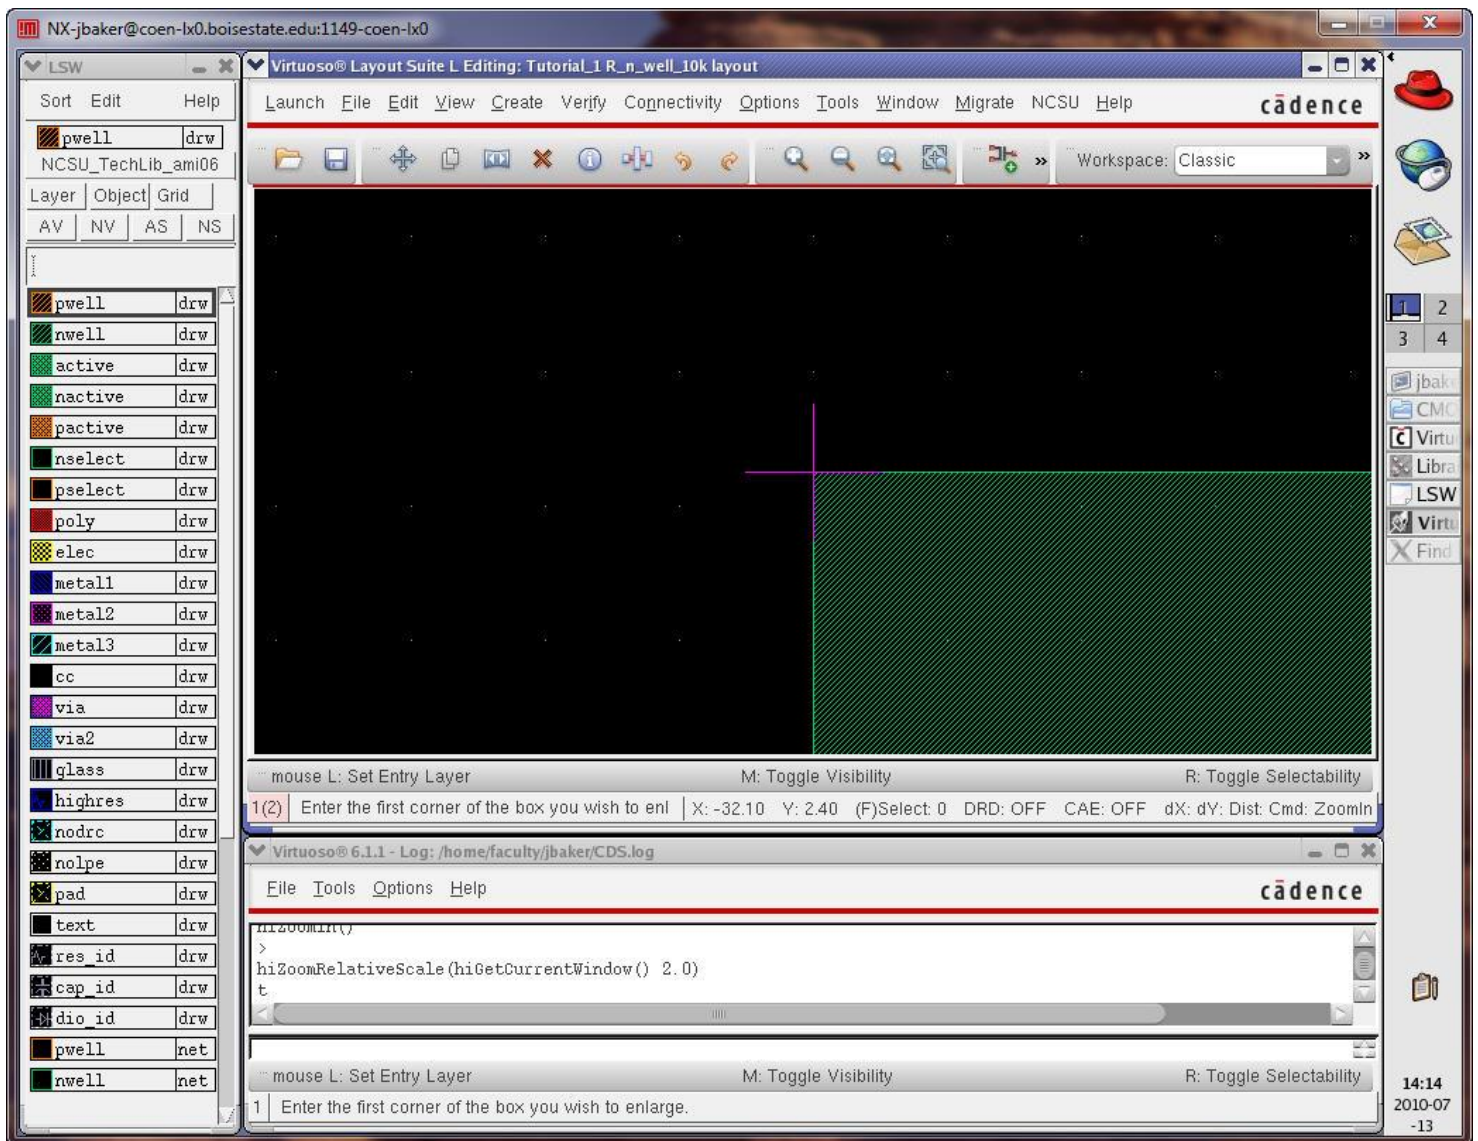 NX-jbaker@coen-lx0.boisestate.edu:1149-coen-lx0
LSW
Sort Edit Help
pwell drw
NCSU_TechLib_ami06
Layer Object Grid
AV NV AS NS
pwell drw
nwell drw
active drw
nactive drw
pactive drw
nselect drw
pselect drw
poly drw
elec drw
metal1 drw
metal2 drw
metal3 drw
cc drw
via drw
via2 drw
glass drw
highres drw
nodrc drw
nolpe drw
pad drw
text drw
res_id drw
cap_id drw
dio_id drw
pwell net
nwell net
Virtuoso® Layout Suite L Editing: Tutorial_1 R_n_well_10k layout
Launch File Edit View Create Verify Connectivity Options Tools Window Migrate NCSU Help cādence
» Workspace: Classic »
mouse L: Set Entry Layer M: Toggle Visibility R: Toggle Selectability
1(2) Enter the first corner of the box you wish to enl X: -32.10 Y: 2.40 (F)Select: 0 DRD: OFF CAE: OFF dX: dY: Dist: Cmd: ZoomIn
Virtuoso® 6.1.1 - Log: /home/faculty/jbaker/CDS.log
File Tools Options Help cādence
hiZoomIn()
>
hiZoomRelativeScale(hiGetCurrentWindow() 2.0)
t
mouse L: Set Entry Layer M: Toggle Visibility R: Toggle Selectability
1 Enter the first corner of the box you wish to enlarge.
1 2
3 4
jbak
CMC
Virtu
Libra
LSW
Virtu
Find
14:14
2010-07
-13